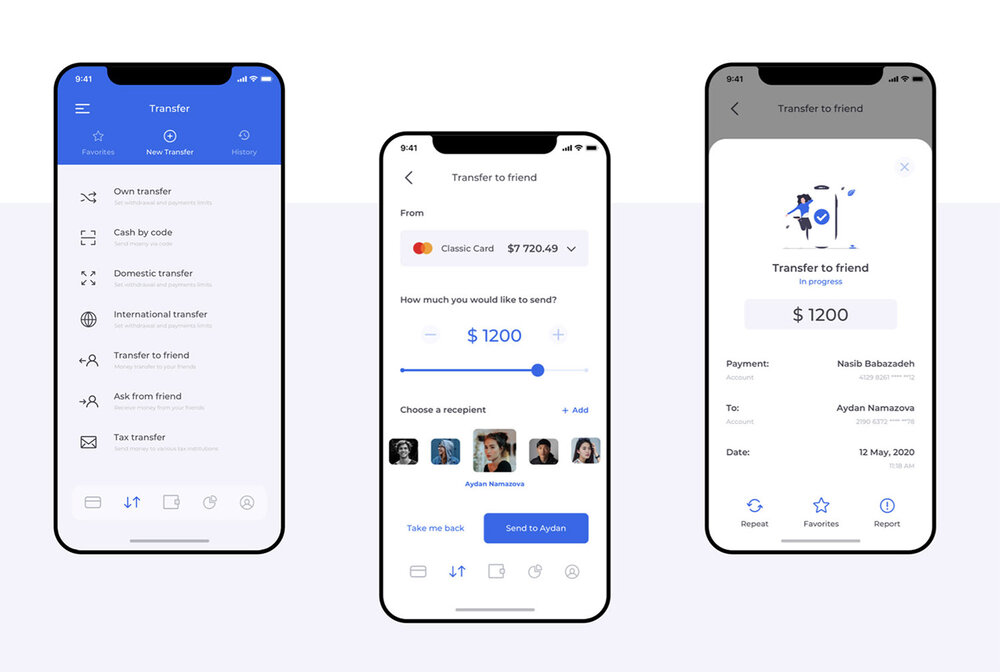 9:41
Transfer
Favorites
New Transfer
History
Own transfer
Set withdrawal and payments limits
Cash by code
Send moeny via code
Domestic transfer
Set withdrawal and payments limits
International transfer
Set withdrawal and payments limits
Transfer to friend
Money transfer to your friends
Ask from friend
Recieve money from your friends
Tax transfer
Send money to various tax institutions
9:41
Transfer to friend
From
Classic Card $7 720.49
How much you would like to send?
$ 1200
Choose a recepient + Add
Aydan Namazova
Take me back
Send to Aydan
9:41
Transfer to friend
Transfer to friend
In progress
$ 1200
Payment: Nasib Babazadeh
Account 4129 8261 **** **12
To: Aydan Namazova
Account 2190 6372 **** **78
Date: 12 May, 2020
11:18 AM
Repeat
Favorites
Report